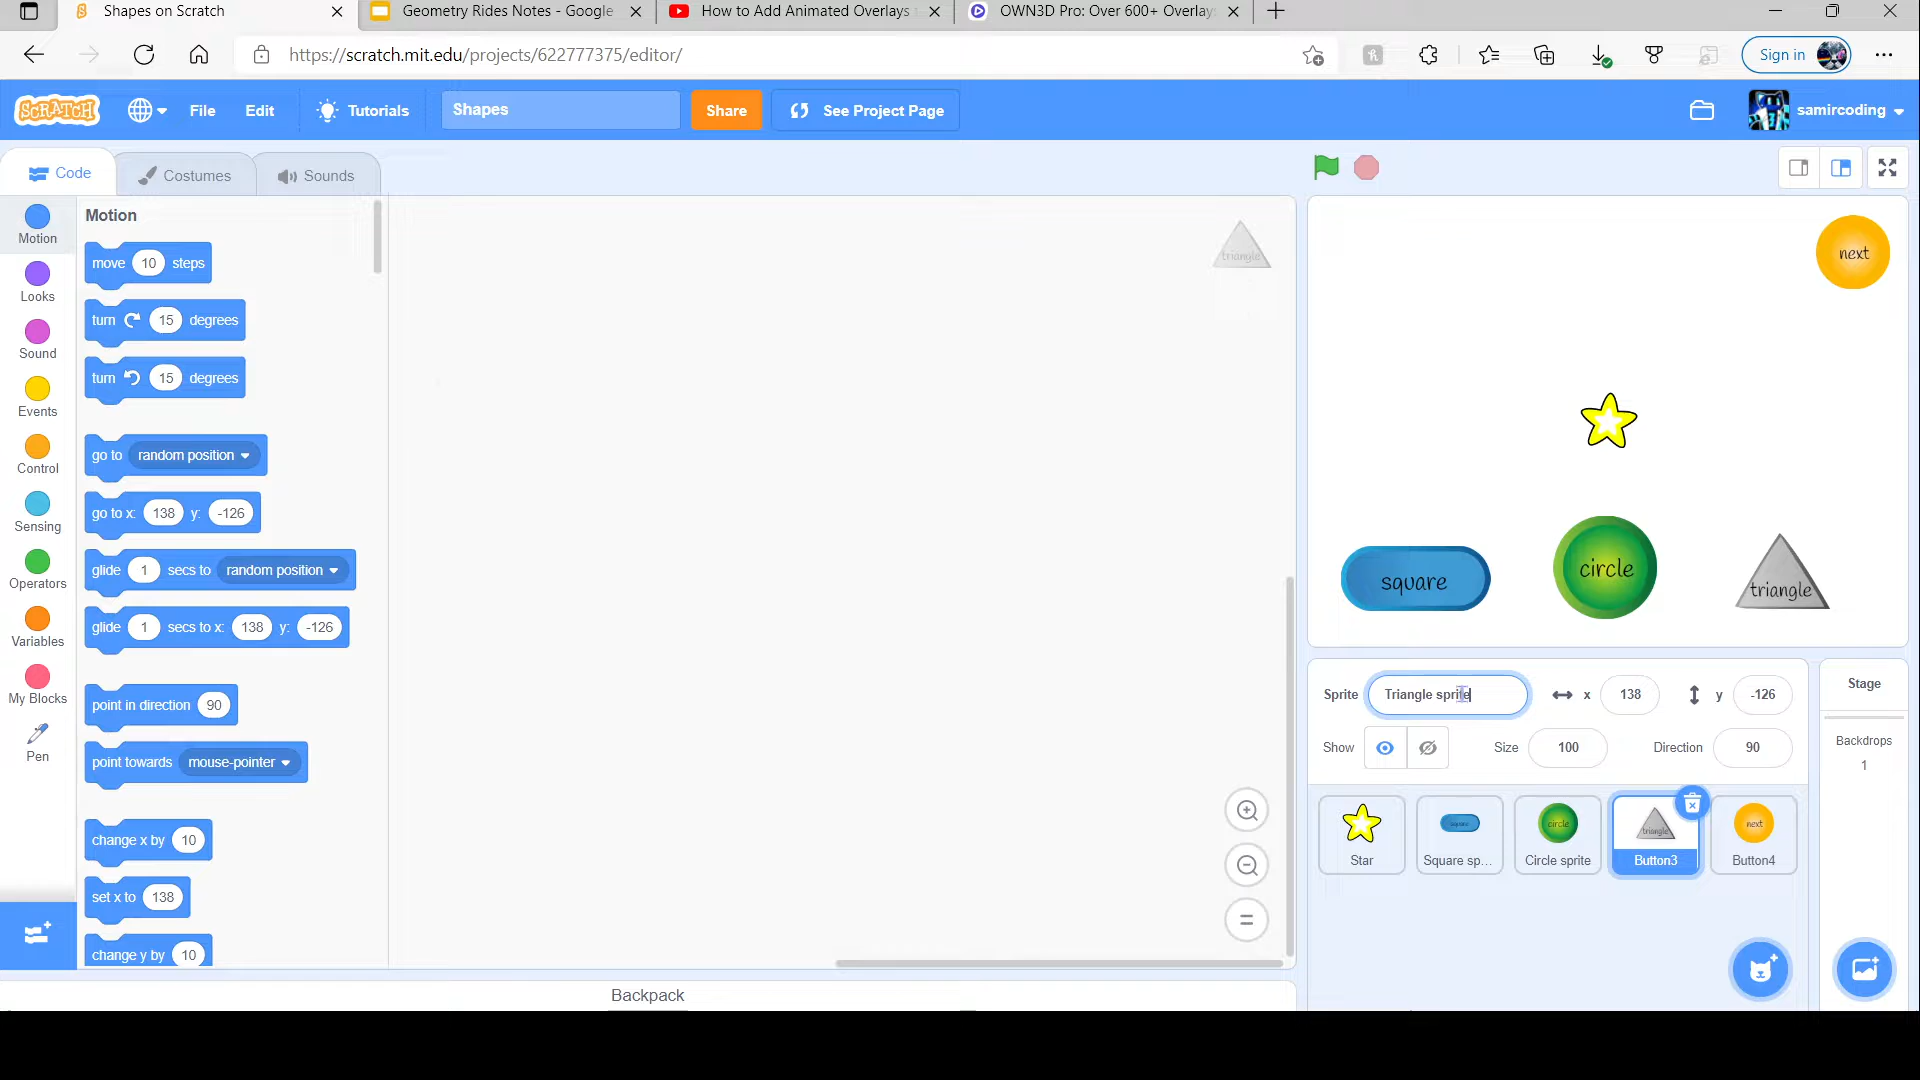 Shapes on Scratch
Geometry Rides Notes - Google
How to Add Animated Overlays
OWN3D Pro: Over 600+ Overlay
https://scratch.mit.edu/projects/622777375/editor/
Sign in
SCRATCH
File
Edit
Tutorials
Shapes
Share
See Project Page
samircoding
Code
Costumes
Sounds
Motion
Looks
Sound
Events
Control
Sensing
Operators
Variables
My Blocks
Pen
Motion
move 10 steps
turn 15 degrees
turn 15 degrees
go to random position
go to x: 138 y: -126
glide 1 secs to random position
glide 1 secs to x: 138 y: -126
point in direction 90
point towards mouse-pointer
change x by 10
set x to 138
change y by 10
triangle
Backpack
next
square
circle
triangle
Sprite Triangle sprite x 138 y -126
Show Size 100 Direction 90
Star
square
Square sp...
circle
Circle sprite
triangle
Button3
next
Button4
Stage
Backdrops
1